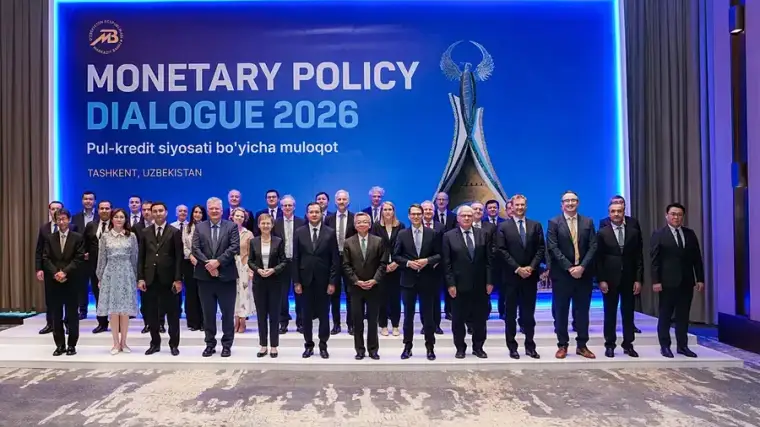 MONETARY POLICY
DIALOGUE 2026
Pul-kredit siyosati bo'yicha muloqot
TASHKENT, UZBEKISTAN